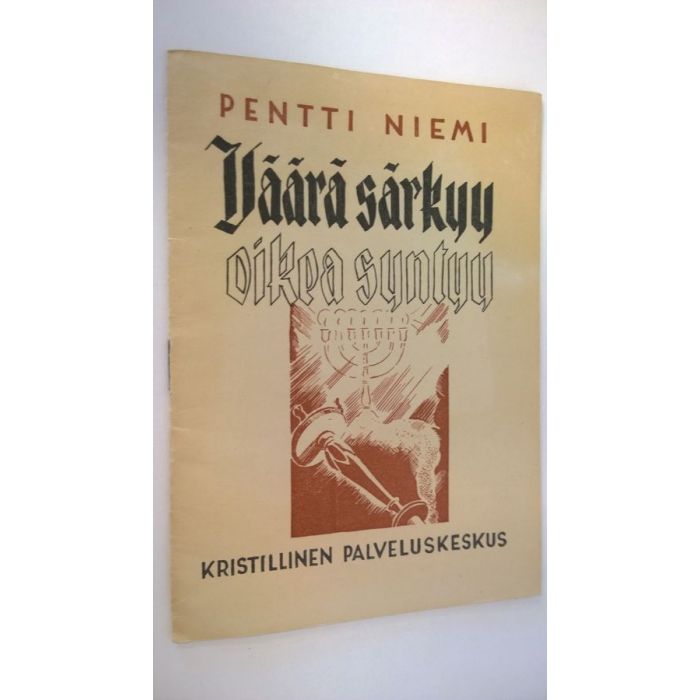 PENTTI NIEMI
Väärä särkyy
oikea syntyy
KRISTILLINEN PALVELUSKESKUS